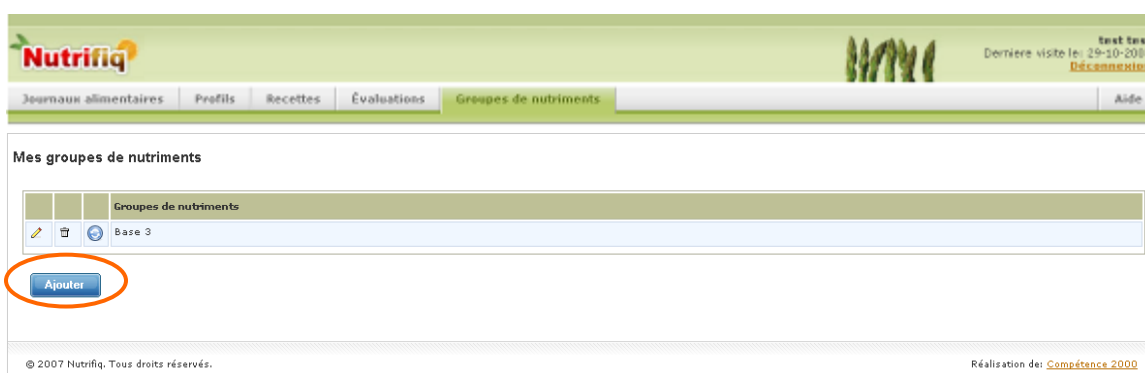 Nutrifiq
test tes
Derniere visite le: 29-10-200
Déconnexio
Journaux alimentaires Profils Recettes Évaluations Groupes de nutriments Aide
Mes groupes de nutriments
Groupes de nutriments
Base 3
Ajouter
© 2007 Nutrifiq. Tous droits réservés. Réalisation de: Compétence 2000